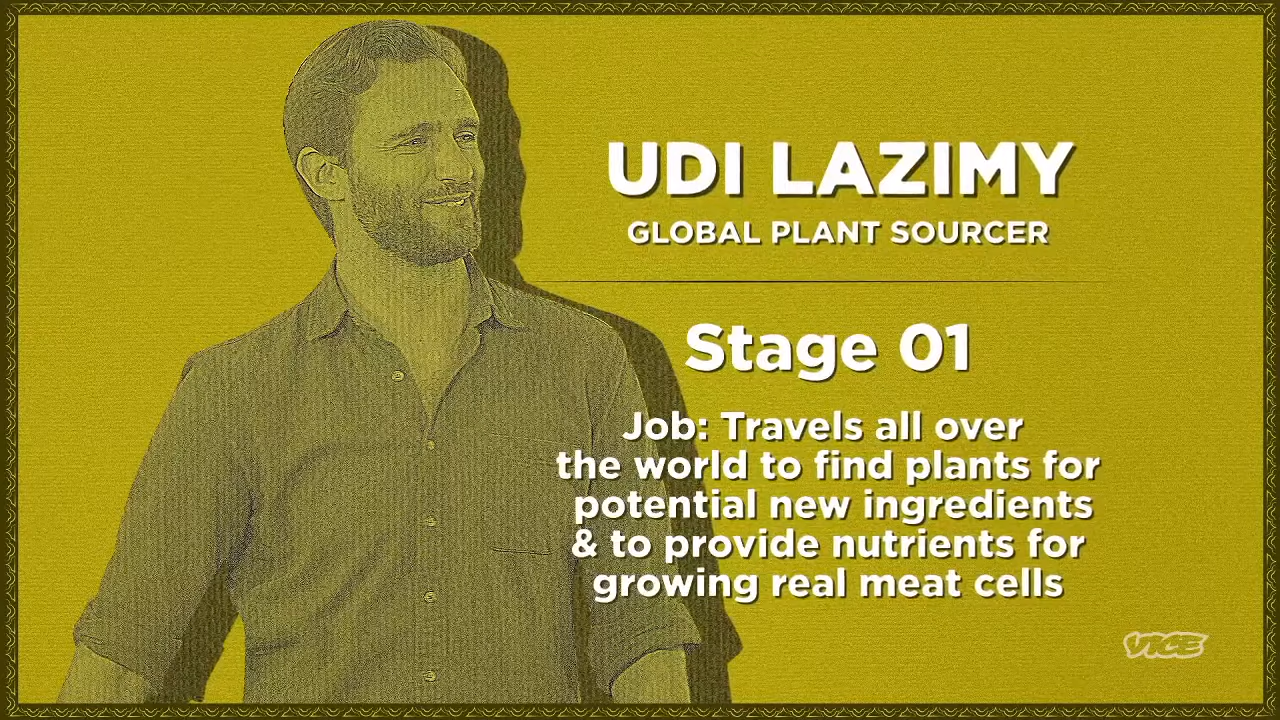 UDI LAZIMY
GLOBAL PLANT SOURCER
Stage 01
Job: Travels all over
the world to find plants for
potential new ingredients
& to provide nutrients for
growing real meat cells
VICE